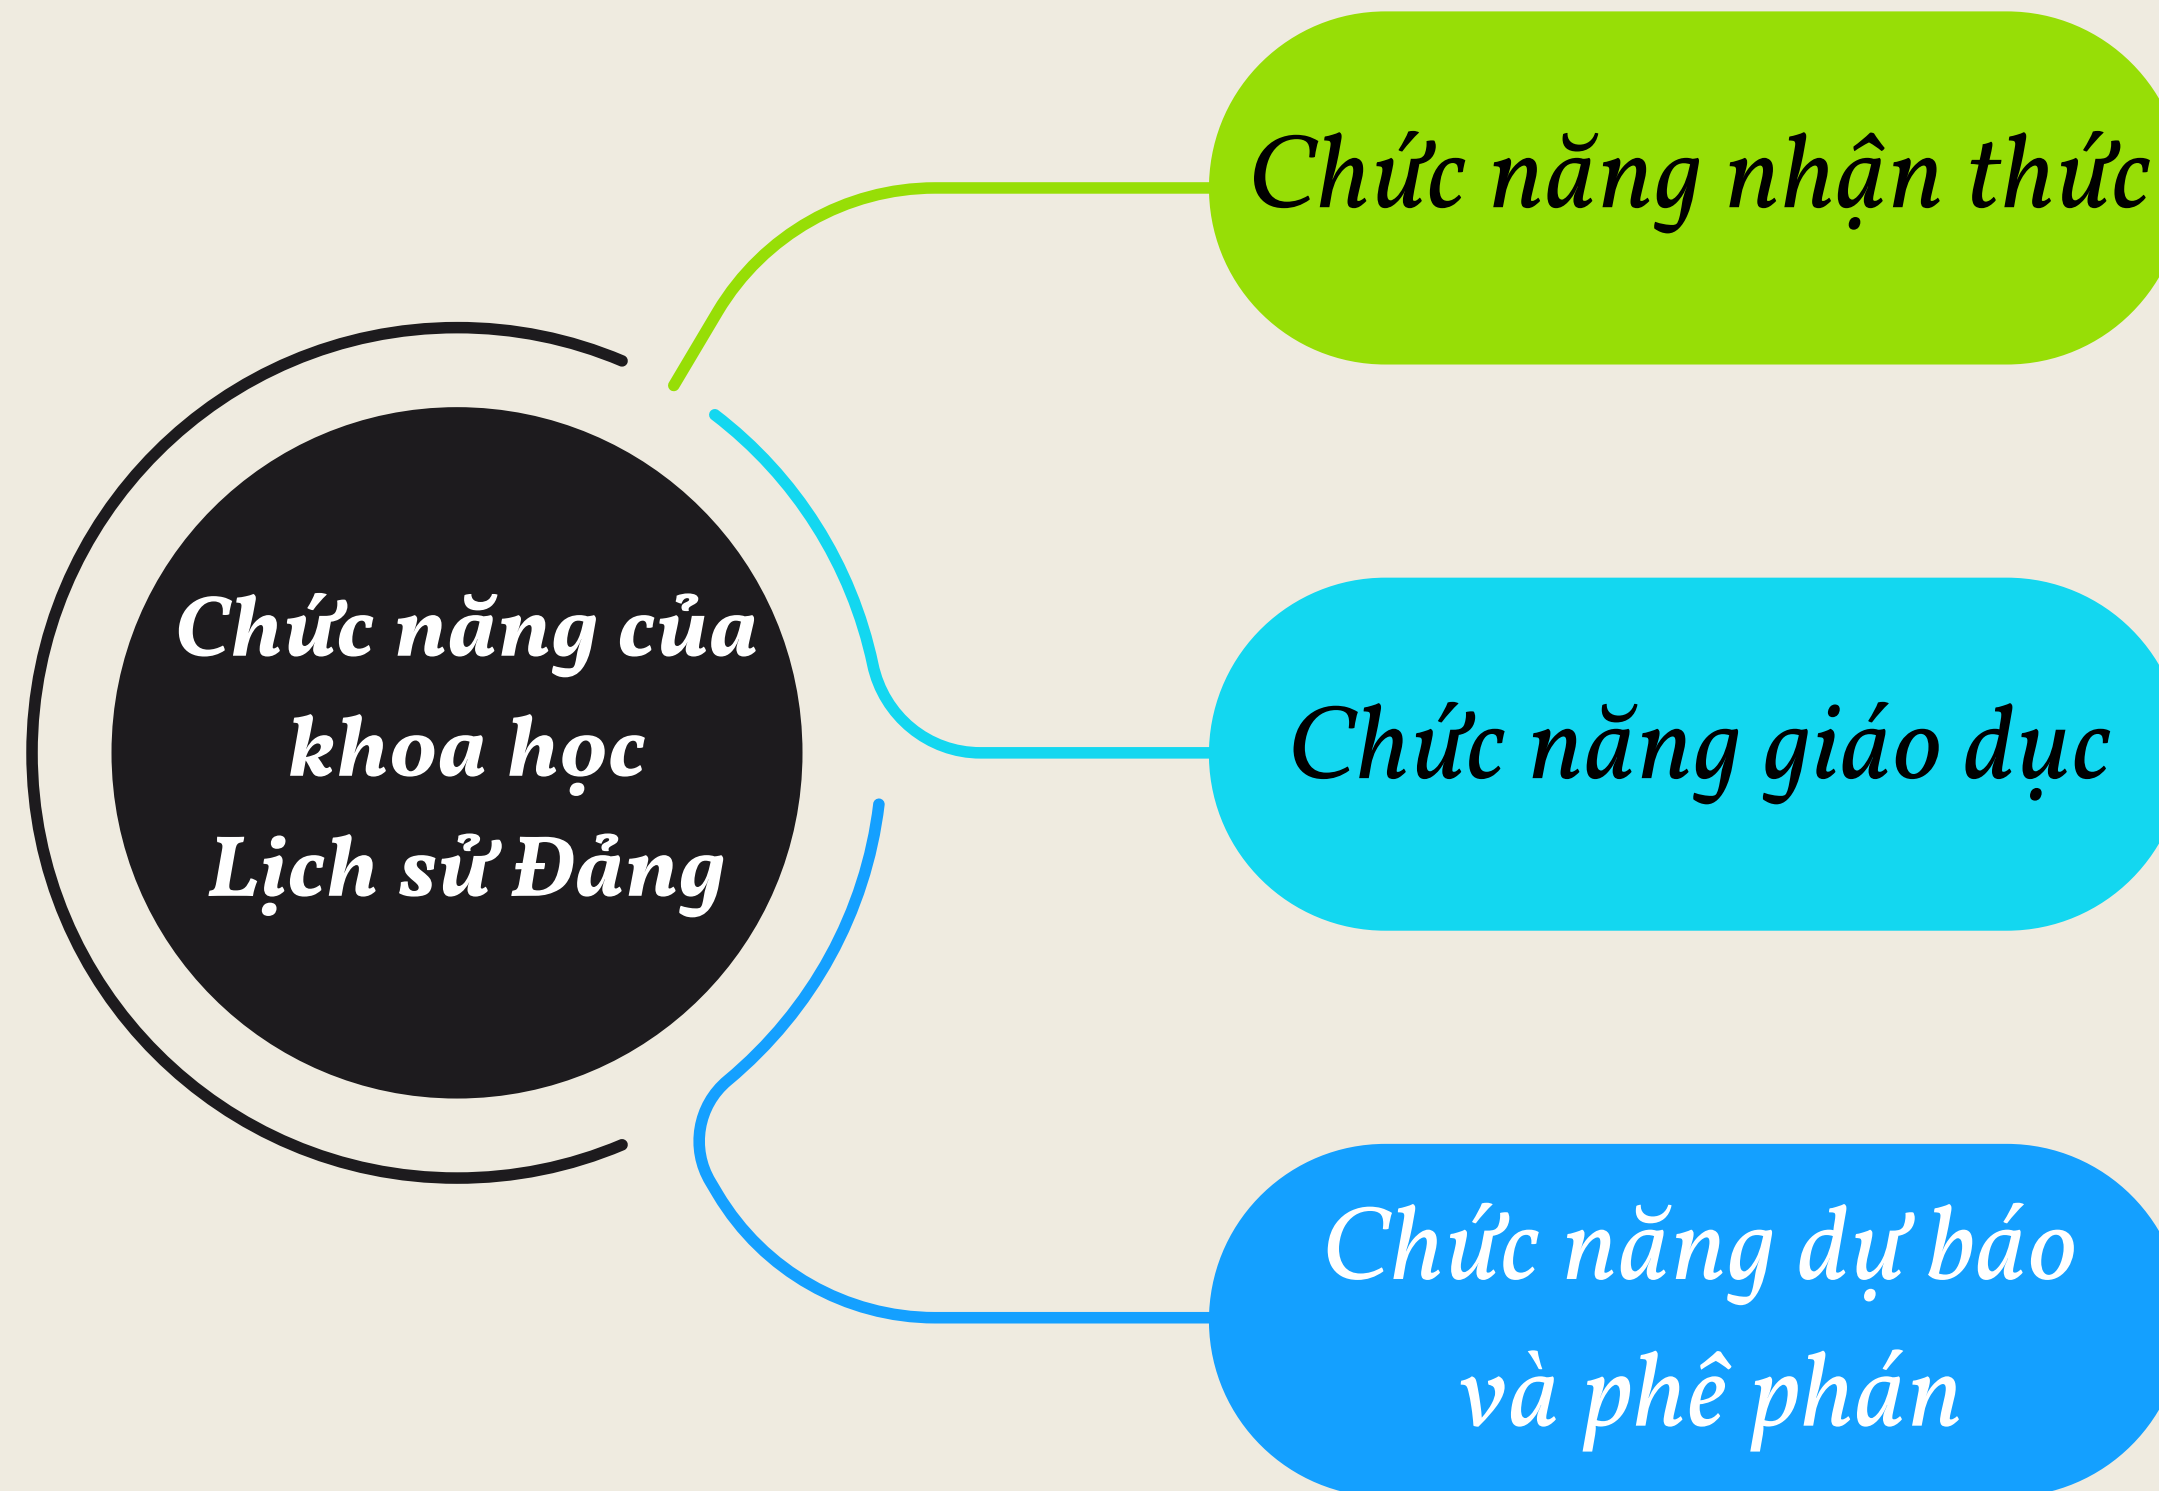 Chức năng của
khoa học
Lịch sử Đảng
Chức năng nhận thức
Chức năng giáo dục
Chức năng dự báo
và phê phán